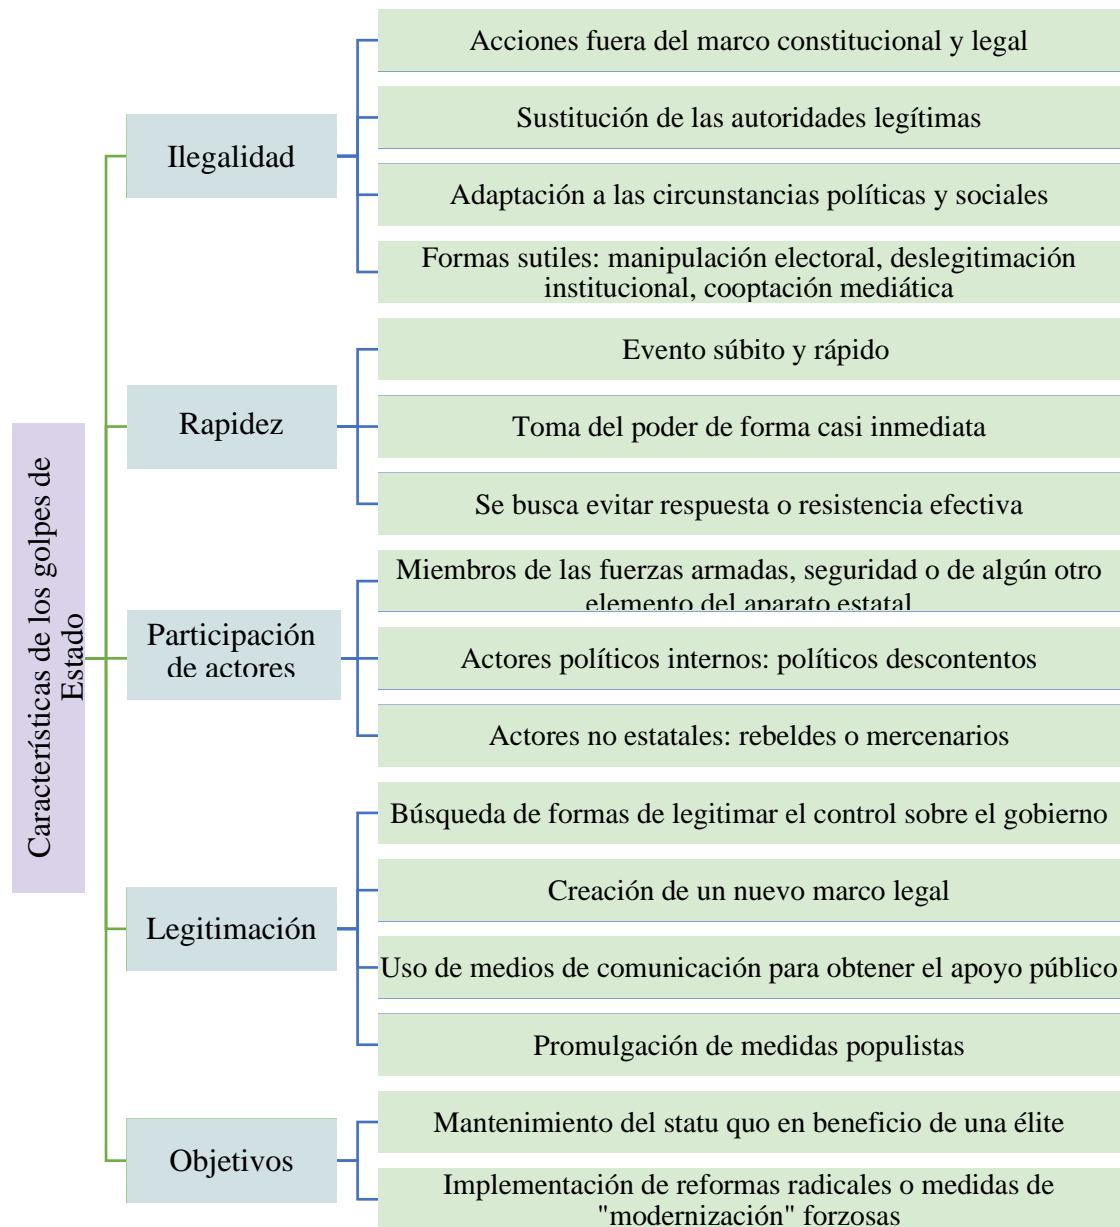 Características de los golpes de
Estado
Ilegalidad
Acciones fuera del marco constitucional y legal
Sustitución de las autoridades legítimas
Adaptación a las circunstancias políticas y sociales
Formas sutiles: manipulación electoral, deslegitimación
institucional, cooptación mediática
Rapidez
Evento súbito y rápido
Toma del poder de forma casi inmediata
Se busca evitar respuesta o resistencia efectiva
Participación
de actores
Miembros de las fuerzas armadas, seguridad o de algún otro
elemento del aparato estatal
Actores políticos internos: políticos descontentos
Actores no estatales: rebeldes o mercenarios
Legitimación
Búsqueda de formas de legitimar el control sobre el gobierno
Creación de un nuevo marco legal
Uso de medios de comunicación para obtener el apoyo público
Promulgación de medidas populistas
Objetivos
Mantenimiento del statu quo en beneficio de una élite
Implementación de reformas radicales o medidas de
"modernización" forzosas